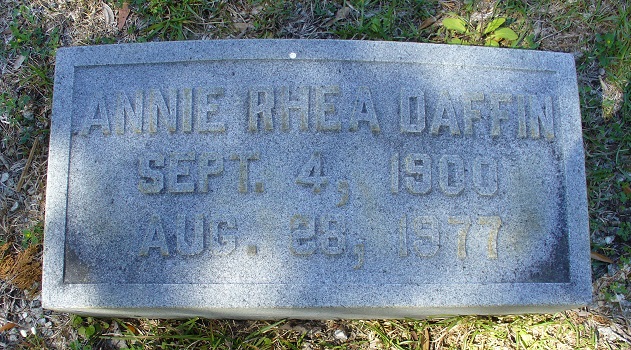 ANNIE RHEA DAFFIN
SEPT. 4, 1900
AUG. 28, 1977